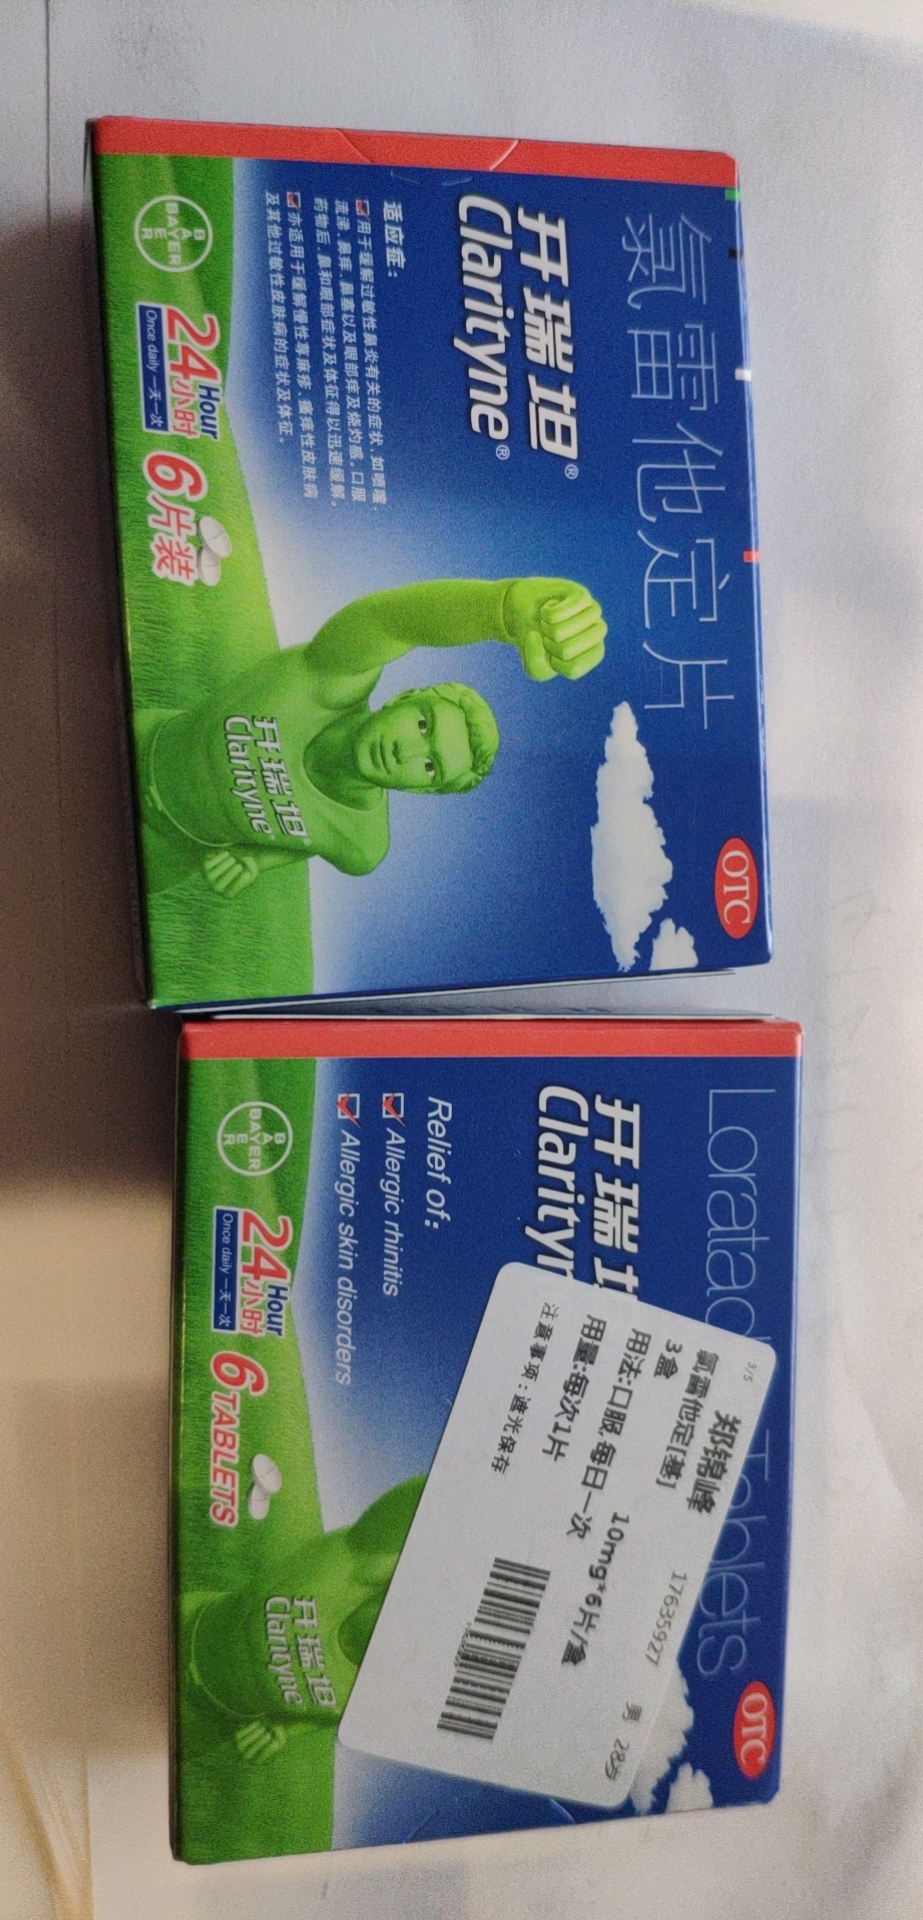 氯雷他定片
OTC
开瑞坦®
Clarityne®
适应症：
用于缓解过敏性鼻炎有关的症状，如喷嚏、
流涕、鼻痒、鼻塞以及眼部痒及烧灼感。口服
药物后，鼻和眼部症状及体征得以迅速缓解。
亦适用于缓解慢性荨麻疹、瘙痒性皮肤病
及其他过敏性皮肤病的症状及体征。
开瑞坦
Clarityne®
BAYER
BAYER
24 Hour
小时
Once daily 一天一次
6片装
Loratad
Tablets
OTC
开瑞
Clarityn
3/5
郑锦峰
17635927
男 28岁
氯雷他定[基]
3盒
10mg*6片/盒
用法:口服,每日一次
用量:每次1片
注意事项:遮光保存
Relief of:
Allergic rhinitis
Allergic skin disorders
开瑞坦
Clarityne
BAYER
BAYER
24 Hour
小时
Once daily 一天一次
6 TABLETS